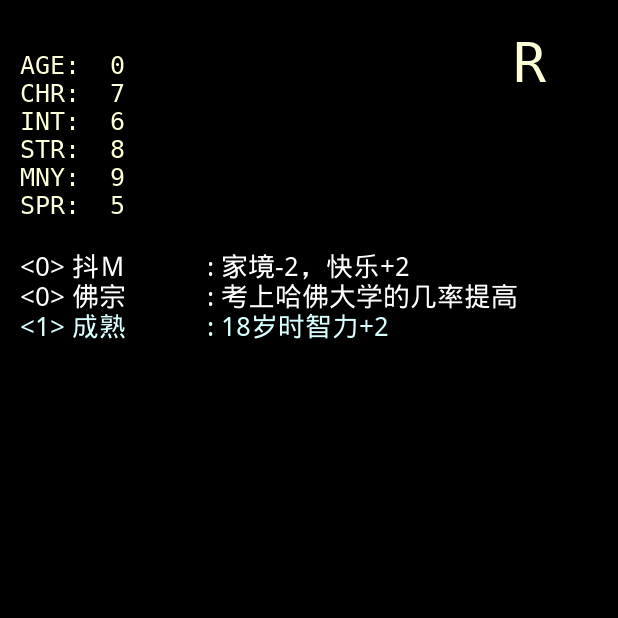 R
AGE: 0
CHR: 7
INT: 6
STR: 8
MNY: 9
SPR: 5
<0> 抖M : 家境-2，快乐+2
<0> 佛宗 : 考上哈佛大学的几率提高
<1> 成熟 : 18岁时智力+2